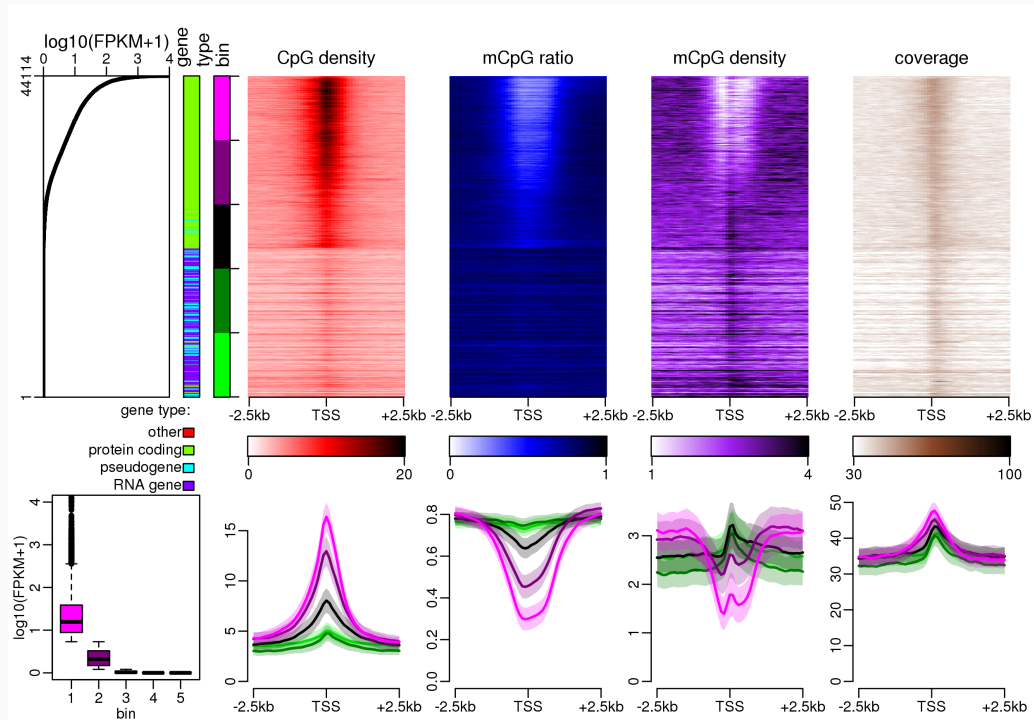 log10(FPKM+1)
0 1 2 3 4
gene
type
bin
CpG density
mCpG ratio
mCpG density
coverage
44114
1
-2.5kb TSS +2.5kb
-2.5kb TSS +2.5kb
-2.5kb TSS +2.5kb
-2.5kb TSS +2.5kb
gene type:
other
protein coding
pseudogene
RNA gene
0 10 20
0 1
1 4
30 100
log10(FPKM+1)
4
3
2
1
0
1 2 3 4 5
bin
15
10
5
0
-2.5kb TSS +2.5kb
0.8
0.6
0.4
0.2
0.0
-2.5kb TSS +2.5kb
3
2
1
0
-2.5kb TSS +2.5kb
50
40
30
20
10
0
-2.5kb TSS +2.5kb